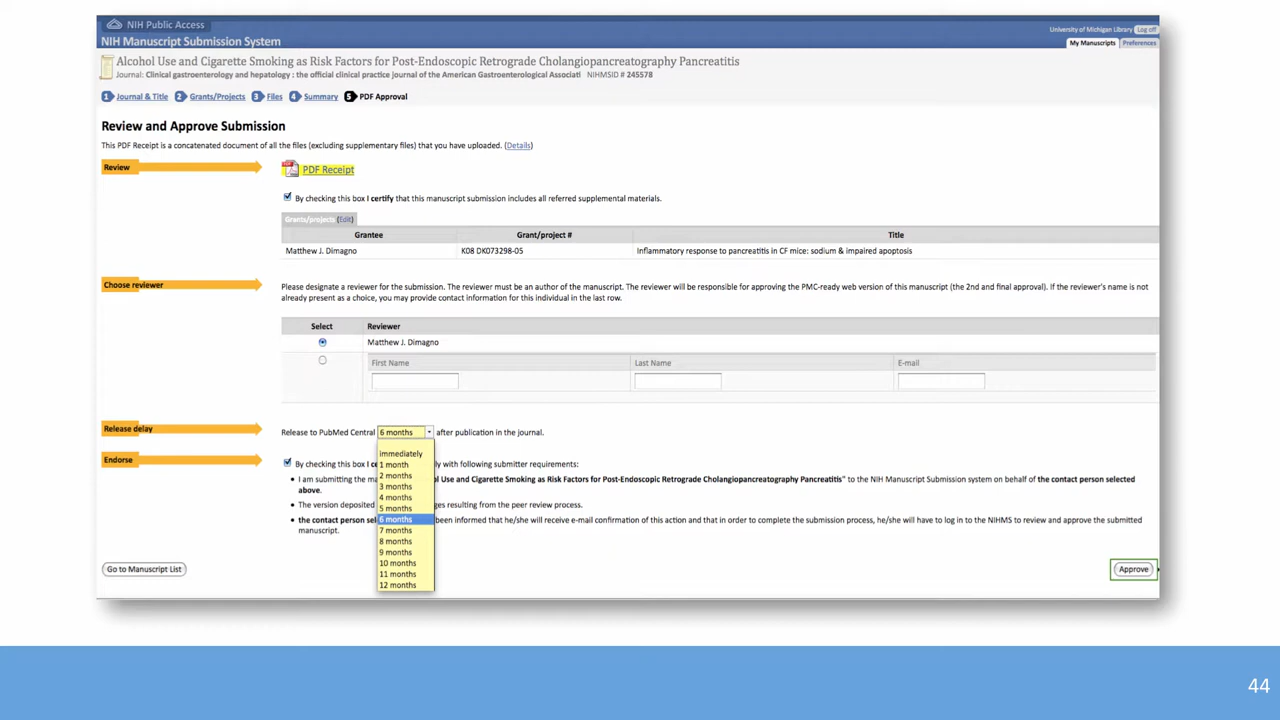 NIH Public Access
NIH Manuscript Submission System
University of Michigan Library Log off
My Manuscripts Preferences
Alcohol Use and Cigarette Smoking as Risk Factors for Post-Endoscopic Retrograde Cholangiopancreatography Pancreatitis
Journal: Clinical gastroenterology and hepatology : the official clinical practice journal of the American Gastroenterological Associati NIHMSID # 245578
1 Journal & Title 2 Grants/Projects 3 Files 4 Summary 5 PDF Approval
Review and Approve Submission
This PDF Receipt is a concatenated document of all the files (excluding supplementary files) that you have uploaded. (Details)
Review
PDF Receipt
By checking this box I certify that this manuscript submission includes all referred supplemental materials.
Grants/projects (Edit)
Grantee Grant/project # Title
Matthew J. Dimagno K08 DK073298-05 Inflammatory response to pancreatitis in CF mice: sodium & impaired apoptosis
Choose reviewer
Please designate a reviewer for the submission. The reviewer must be an author of the manuscript. The reviewer will be responsible for approving the PMC-ready web version of this manuscript (the 2nd and final approval). If the reviewer's name is not
already present as a choice, you may provide contact information for this individual in the last row.
Select Reviewer
Matthew J. Dimagno
First Name Last Name E-mail
Release delay
Release to PubMed Central 6 months after publication in the journal.
immediately
1 month
2 months
3 months
4 months
5 months
6 months
7 months
8 months
9 months
10 months
11 months
12 months
Endorse
By checking this box I ly with following submitter requirements:
• I am submitting the ol Use and Cigarette Smoking as Risk Factors for Post-Endoscopic Retrograde Cholangiopancreatography Pancreatitis" to the NIH Manuscript Submission system on behalf of the contact person selected
above.
• The version deposited ges resulting from the peer review process.
• the contact person been informed that he/she will receive e-mail confirmation of this action and that in order to complete the submission process, he/she will have to log in to the NIHMS to review and approve the submitted
manuscript.
Go to Manuscript List
Approve
44